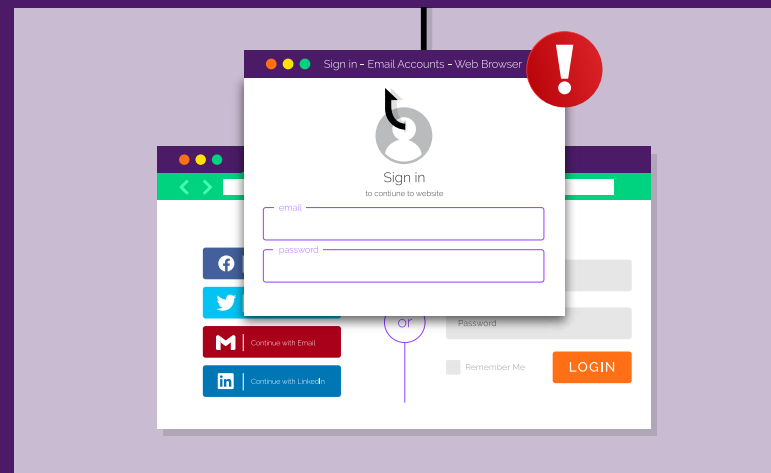 Sign in - Email Accounts - Web Browser
Sign in
to contiune to website
email
password
or
Continue with Email
Continue with LinkedIn
Password
Remember Me
LOGIN